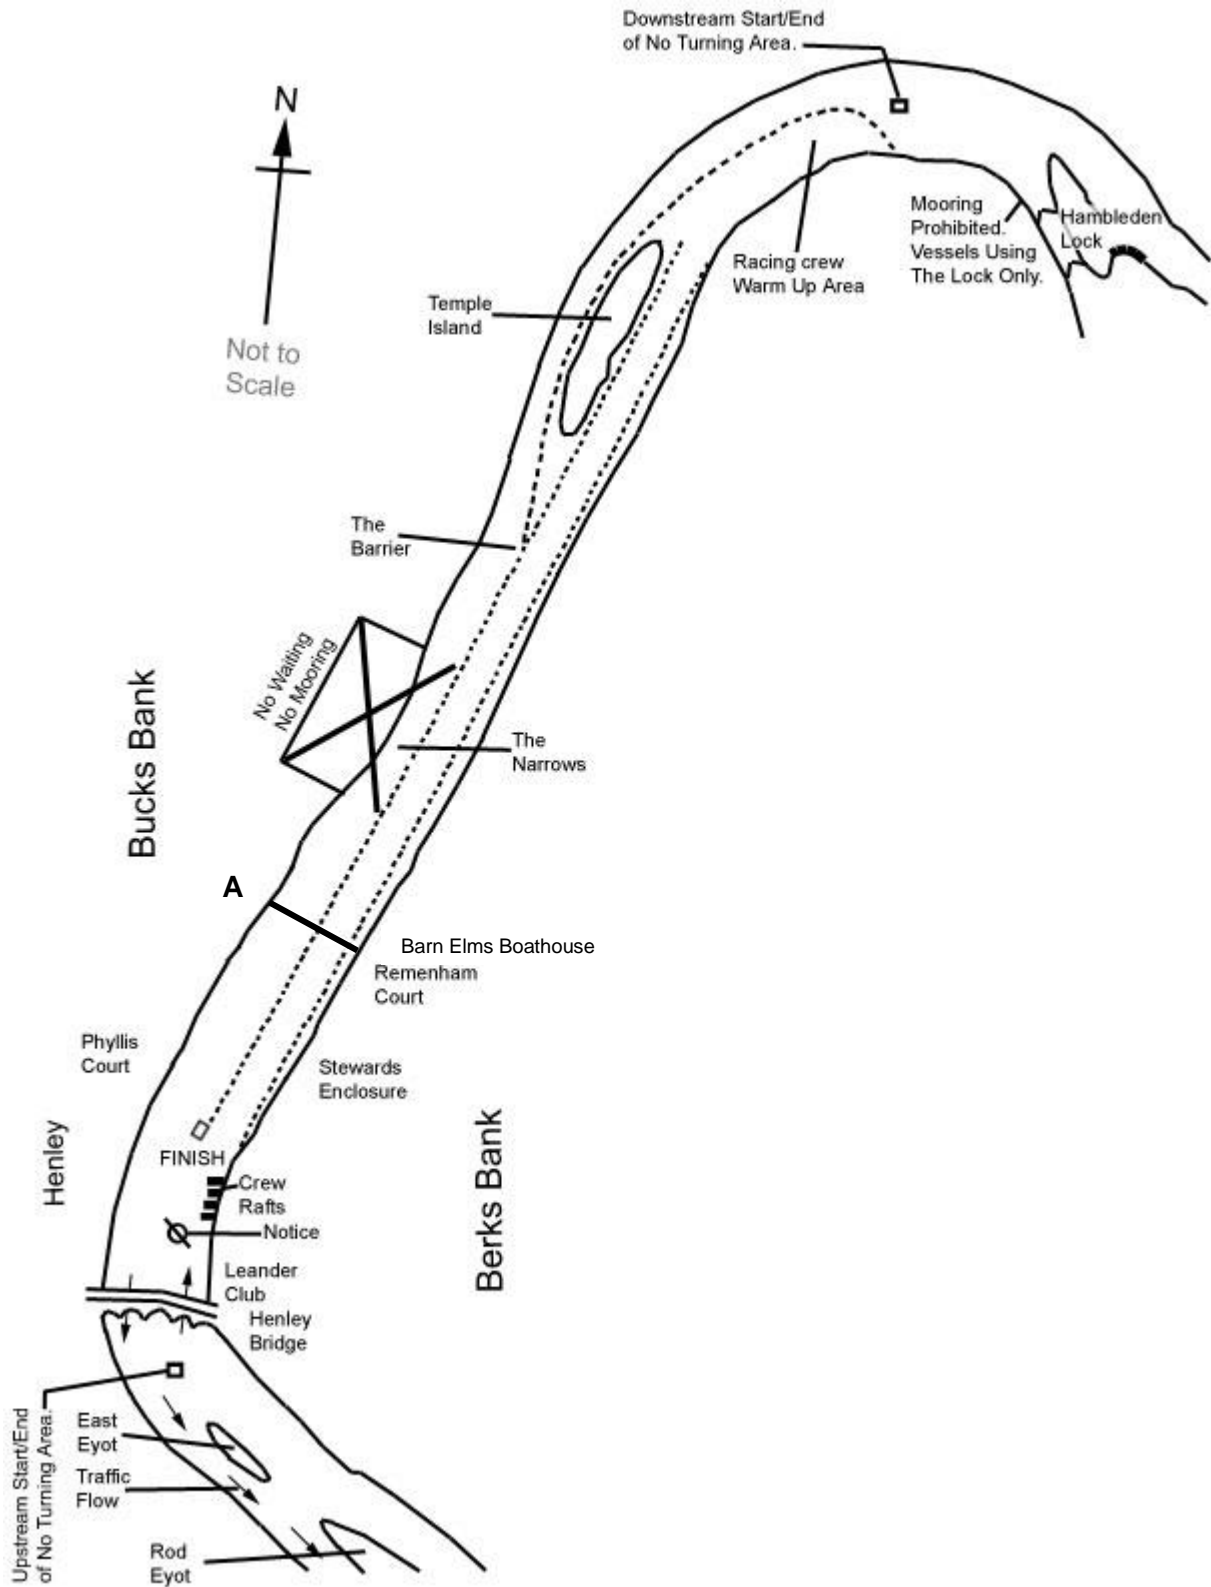 Downstream Start/End
of No Turning Area.
N
Not to
Scale
Mooring
Prohibited.
Vessels Using
The Lock Only.
Hambleden
Lock
Racing crew
Warm Up Area
Temple
Island
The
Barrier
No Waiting
No Mooring
Bucks Bank
The
Narrows
A
Barn Elms Boathouse
Remenham
Court
Phyllis
Court
Stewards
Enclosure
Henley
FINISH
Crew
Rafts
Notice
Berks Bank
Leander
Club
Henley
Bridge
Upstream Start/End
of No Turning Area.
East
Eyot
Traffic
Flow
Rod
Eyot